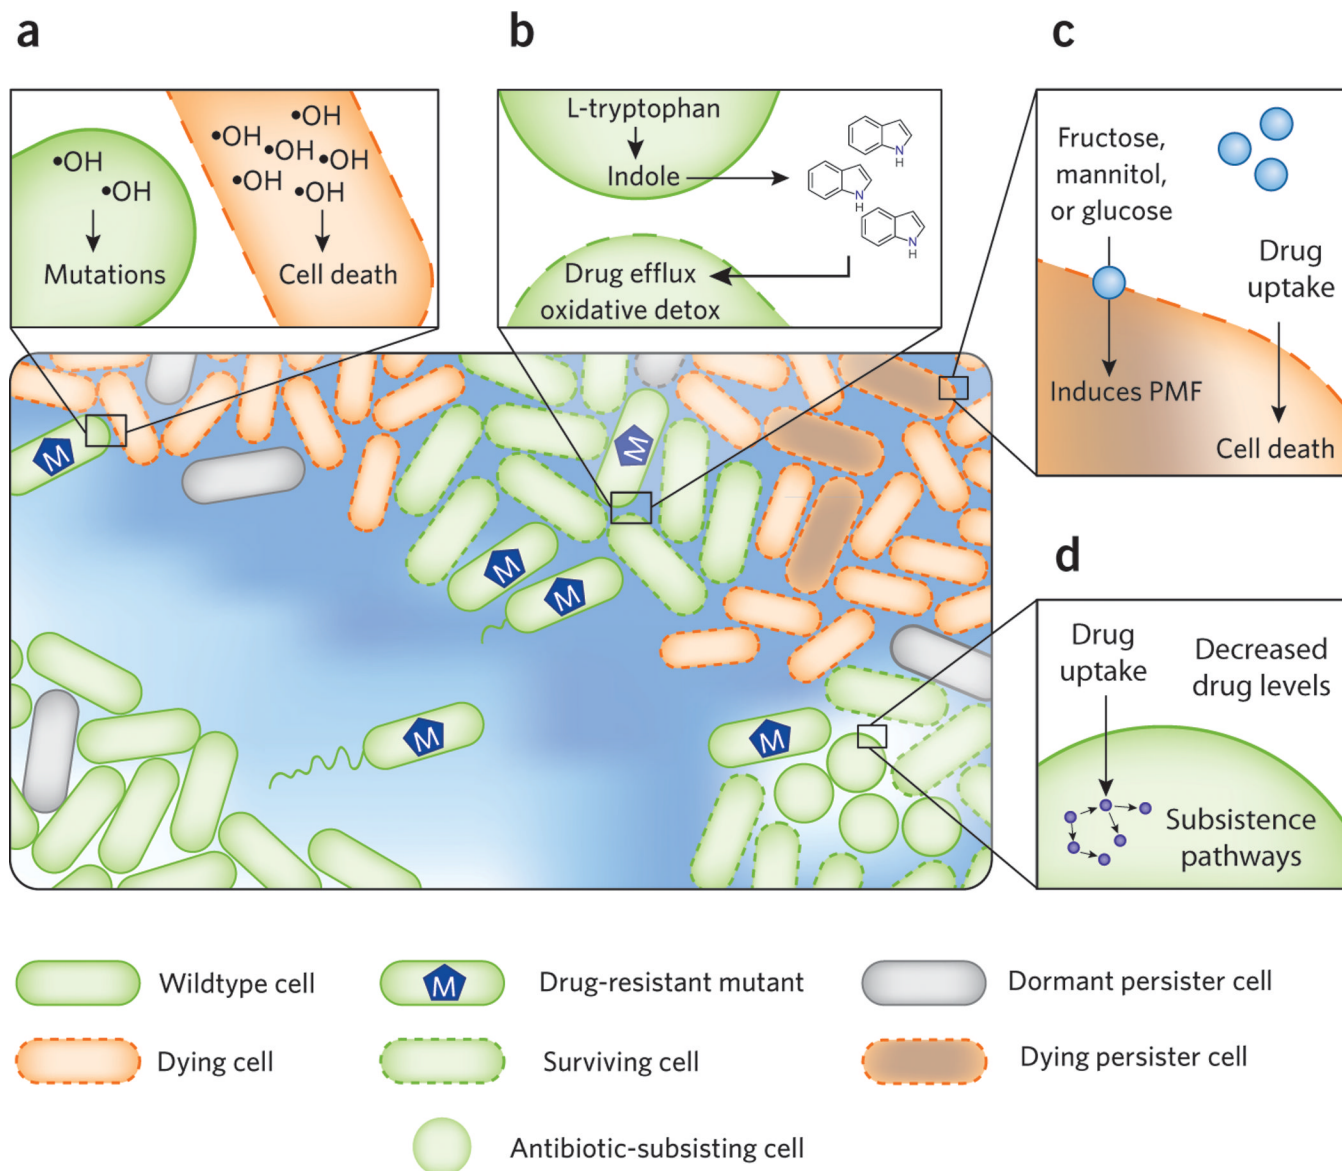 a
b
c
•OH
•OH
Mutations
•OH
•OH
•OH
•OH
•OH
•OH
Cell death
L-tryptophan
Indole
N
H
N
H
N
H
Drug efflux
oxidative detox
Fructose,
mannitol,
or glucose
Drug
uptake
Induces PMF
Cell death
M
M
M
M
M
M
d
Drug
uptake
Decreased
drug levels
Subsistence
pathways
Wildtype cell
M
Drug-resistant mutant
Dormant persister cell
Dying cell
Surviving cell
Dying persister cell
Antibiotic-subsisting cell